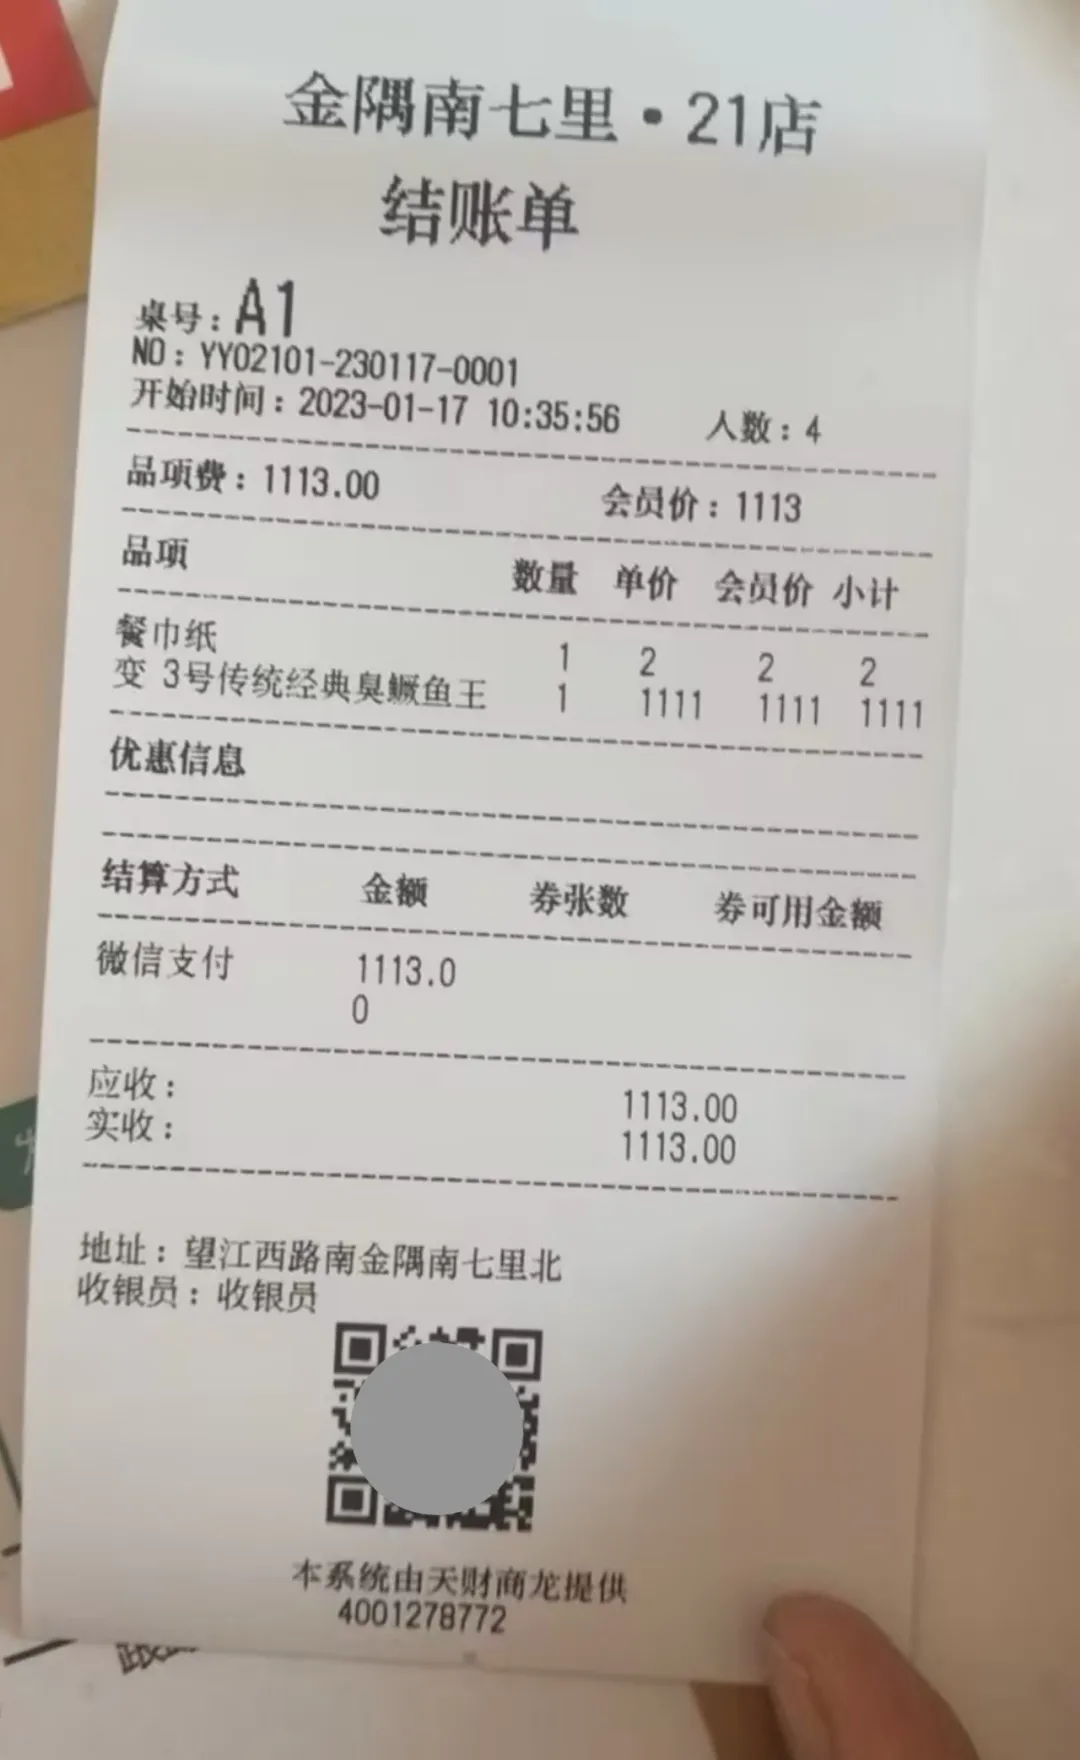 金隅南七里·21店
结账单
桌号:A1
NO:YY02101-230117-0001
开始时间:2023-01-17 10:35:56 人数:4
品项费:1113.00 会员价:1113
品项 数量 单价 会员价 小计
餐巾纸 1 2 2 2
变 3号传统经典臭鳜鱼王 1 1111 1111 1111
优惠信息
结算方式 金额 券张数 券可用金额
微信支付 1113.0
0
应收: 1113.00
实收: 1113.00
地址:望江西路南金隅南七里北
收银员:收银员
本系统由天财商龙提供
4001278772